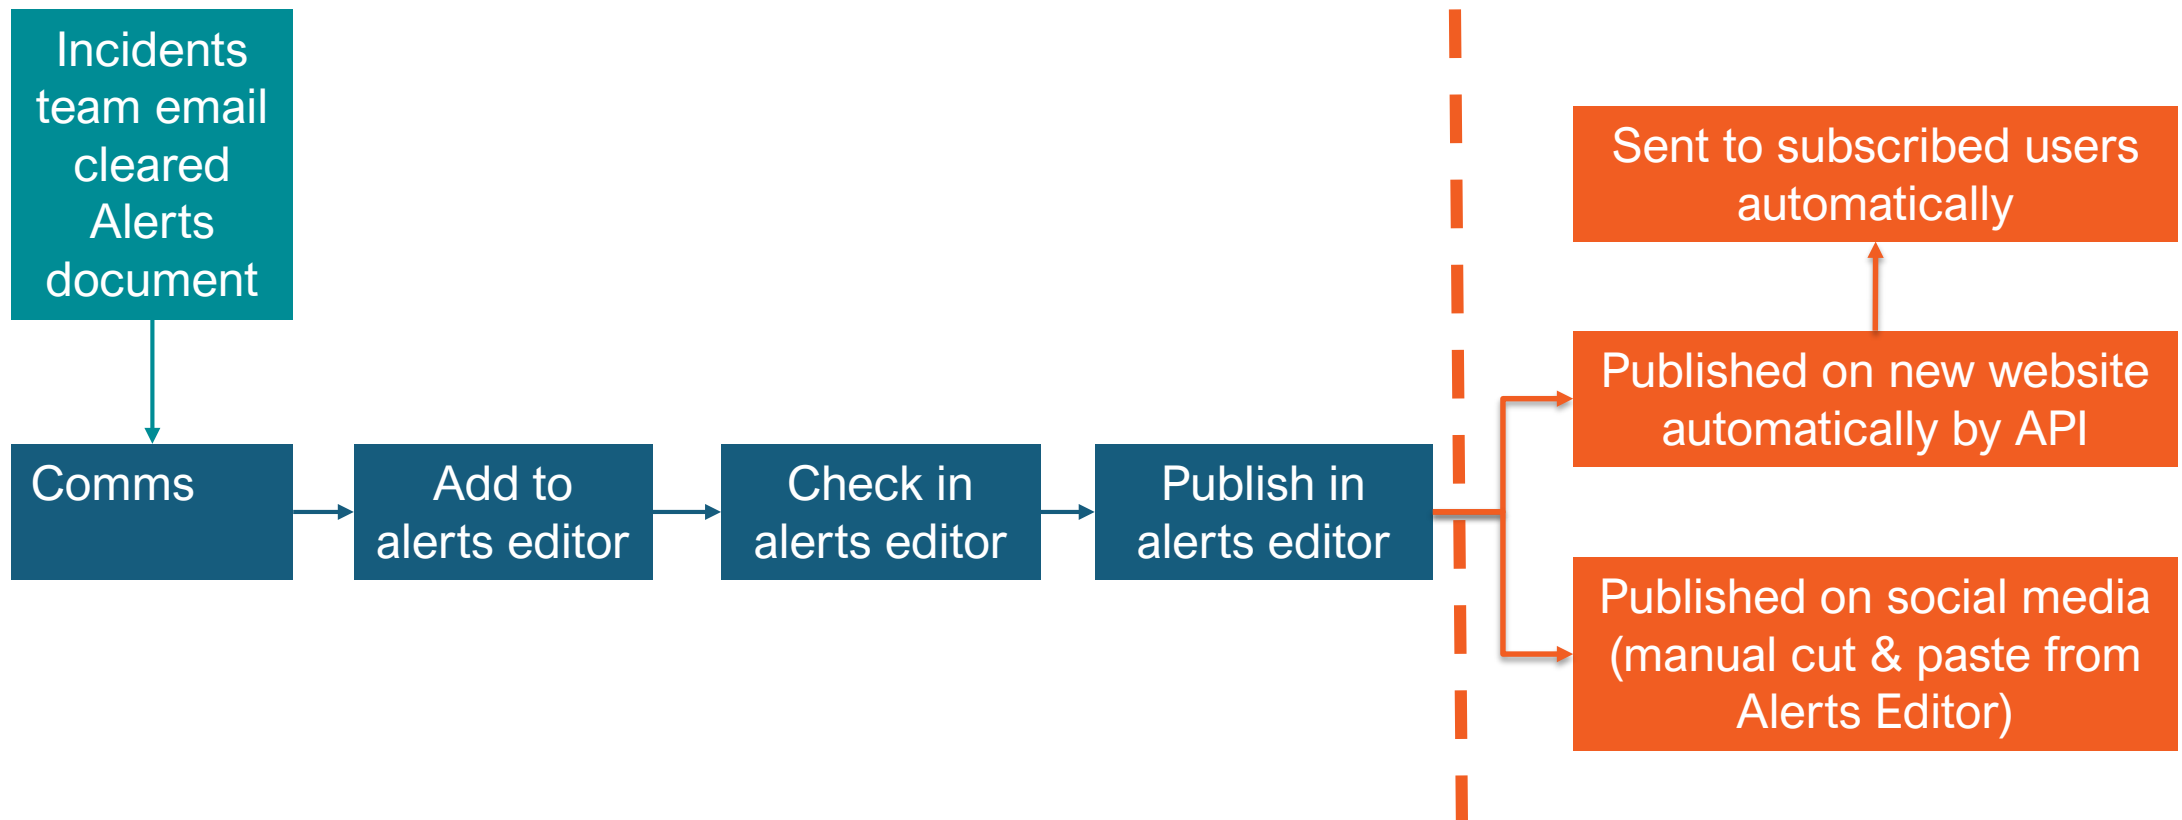 Incidents
team email
cleared
Alerts
document
Comms
Add to
alerts editor
Check in
alerts editor
Publish in
alerts editor
Sent to subscribed users
automatically
Published on new website
automatically by API
Published on social media
(manual cut & paste from
Alerts Editor)